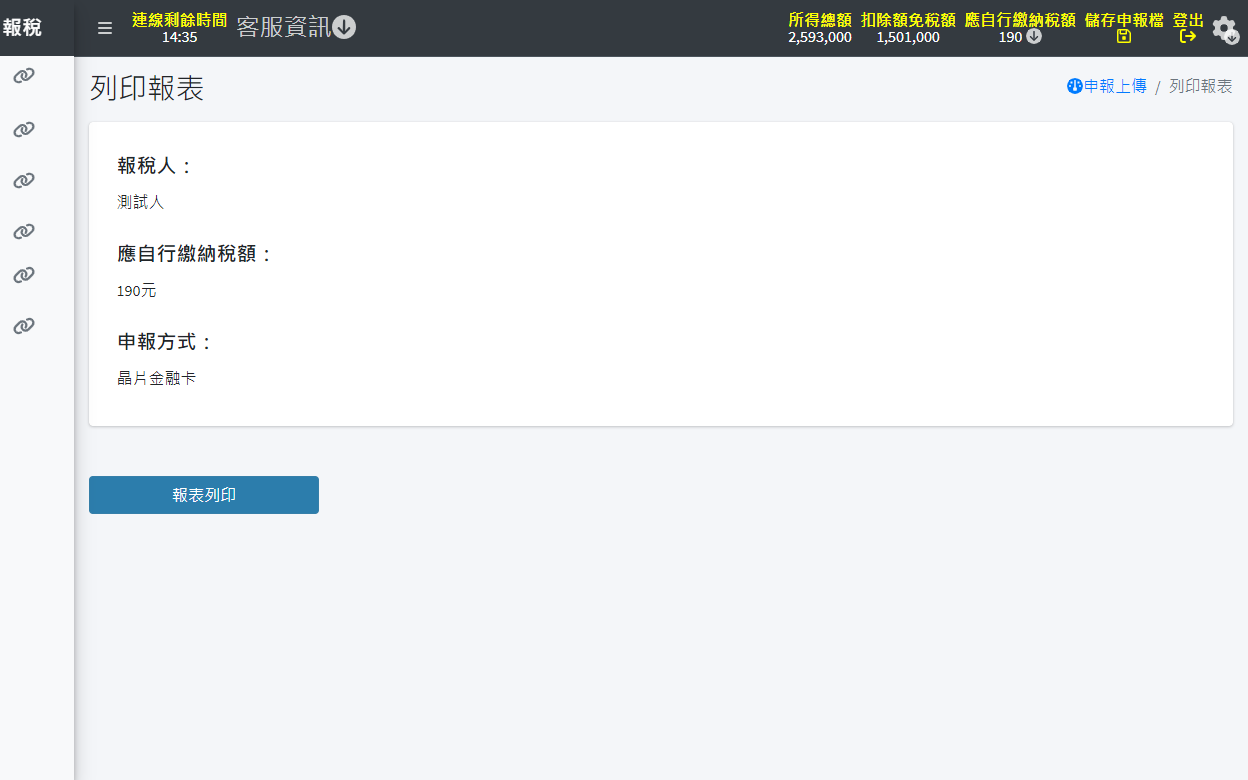 報稅
連線剩餘時間
14:35
客服資訊
所得總額 扣除額免稅額 應自行繳納稅額 儲存申報檔 登出
2,593,000 1,501,000 190
列印報表
申報上傳 / 列印報表
報稅人：
測試人
應自行繳納稅額：
190元
申報方式：
晶片金融卡
報表列印